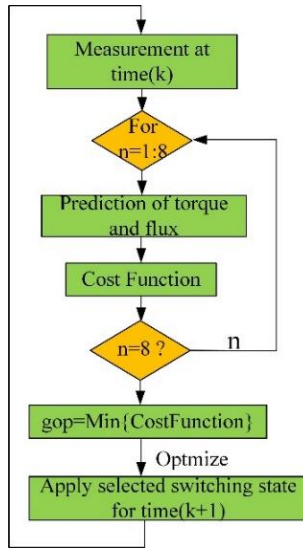 Measurement at
time(k)
For
n=1:8
Prediction of torque
and flux
Cost Function
n=8 ?
n
gop=Min{CostFunction}
Optmize
Apply selected switching state
for time(k+1)